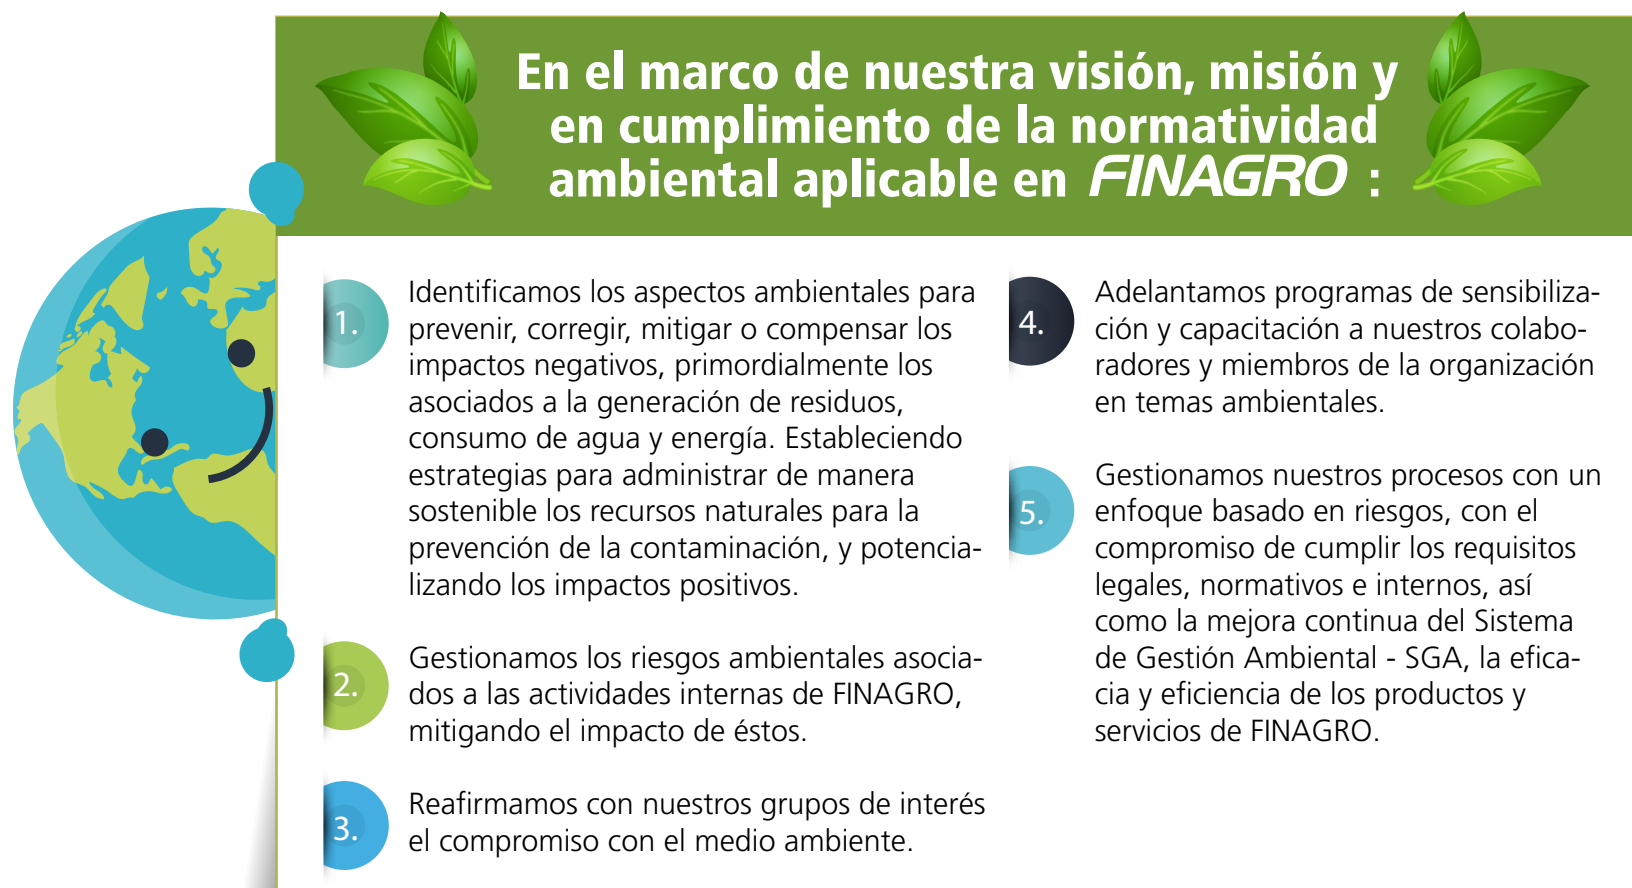 En el marco de nuestra visión, misión y
en cumplimiento de la normatividad
ambiental aplicable en FINAGRO :
1.
Identificamos los aspectos ambientales para
prevenir, corregir, mitigar o compensar los
impactos negativos, primordialmente los
asociados a la generación de residuos,
consumo de agua y energía. Estableciendo
estrategias para administrar de manera
sostenible los recursos naturales para la
prevención de la contaminación, y potencia-
lizando los impactos positivos.
2.
Gestionamos los riesgos ambientales asocia-
dos a las actividades internas de FINAGRO,
mitigando el impacto de éstos.
3.
Reafirmamos con nuestros grupos de interés
el compromiso con el medio ambiente.
4.
Adelantamos programas de sensibiliza-
ción y capacitación a nuestros colabo-
radores y miembros de la organización
en temas ambientales.
5.
Gestionamos nuestros procesos con un
enfoque basado en riesgos, con el
compromiso de cumplir los requisitos
legales, normativos e internos, así
como la mejora continua del Sistema
de Gestión Ambiental - SGA, la efica-
cia y eficiencia de los productos y
servicios de FINAGRO.